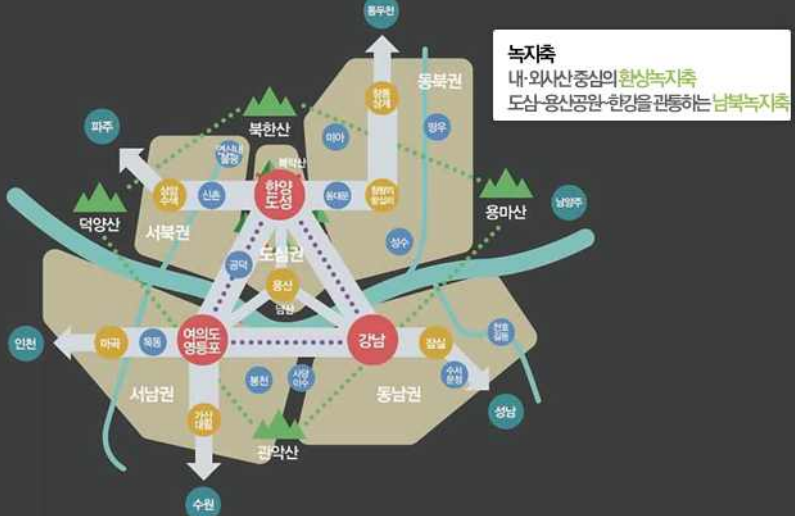 동두천
녹지축
내·외사산 중심의 환상녹지축
도심-용산공원-한강을 관통하는 남북녹지축
동북권
창동
상계
파주
북한산
미아
망우
연신내
불광
북악산
상암
수색
신촌
한양
도성
동대문
청량리
왕십리
덕양산
용마산
남양주
서북권
성수
도심권
공덕
용산
남산
인천
마곡
목동
여의도
영등포
강남
잠실
천호
길동
봉천
사당
이수
수서
문정
서남권
동남권
성남
가산
대림
관악산
수원